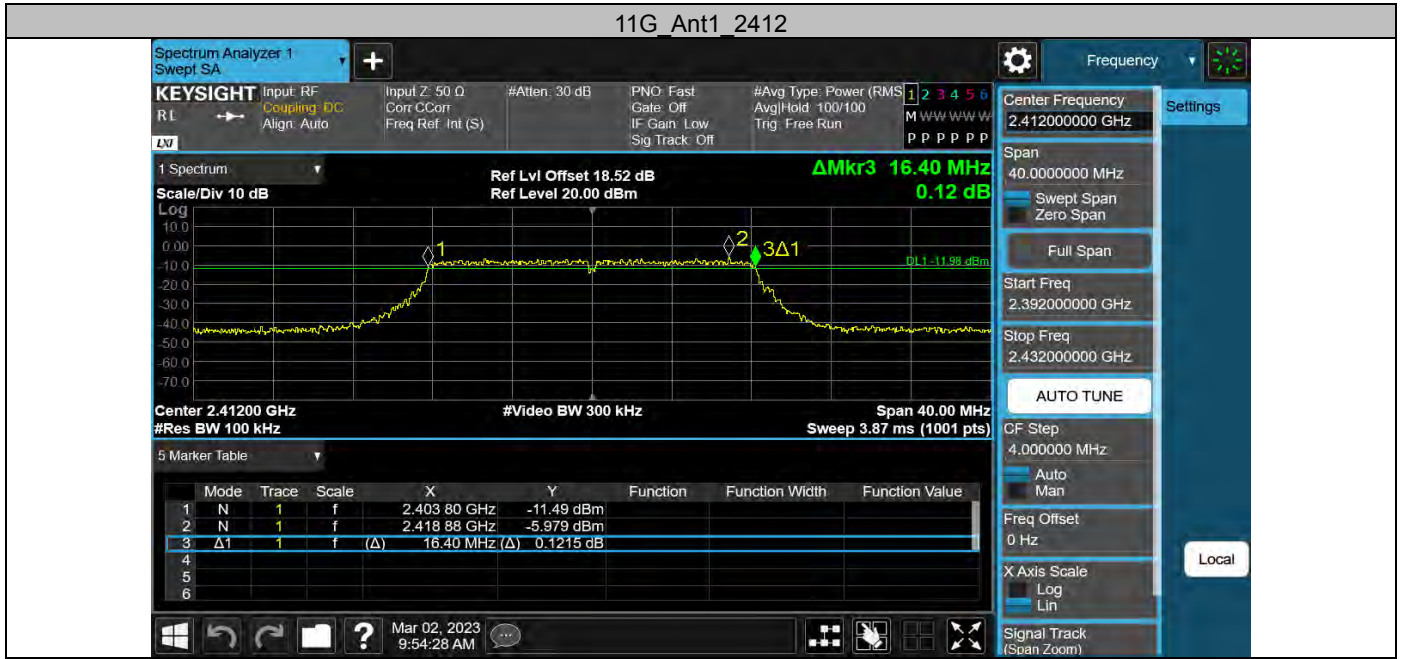 11G_Ant1_2412
Spectrum Analyzer 1
Swept SA
+
Frequency
KEYSIGHT
RL
LXI
Input: RF
Coupling: DC
Align: Auto
Input Z: 50 Ω
Corr CCorr
Freq Ref: Int (S)
#Atten: 30 dB
PNO: Fast
Gate: Off
IF Gain: Low
Sig Track: Off
#Avg Type: Power (RMS
Avg|Hold: 100/100
Trig: Free Run
1 2 3 4 5 6
M W W W W W
P P P P P P
Center Frequency
2.412000000 GHz
Settings
1 Spectrum
Scale/Div 10 dB
Ref Lvl Offset 18.52 dB
Ref Level 20.00 dBm
ΔMkr3 16.40 MHz
0.12 dB
Log
10.0
0.00
-10.0
-20.0
-30.0
-40.0
-50.0
-60.0
-70.0
1
2
3Δ1
DL1 -11.98 dBm
Center 2.41200 GHz
#Res BW 100 kHz
#Video BW 300 kHz
Span 40.00 MHz
Sweep 3.87 ms (1001 pts)
Span
40.0000000 MHz
Swept Span
Zero Span
Full Span
Start Freq
2.392000000 GHz
Stop Freq
2.432000000 GHz
AUTO TUNE
CF Step
4.000000 MHz
Auto
Man
Freq Offset
0 Hz
X Axis Scale
Log
Lin
Signal Track
(Span Zoom)
Local
5 Marker Table
Mode Trace Scale X Y Function Function Width Function Value
1 N 1 f 2.403 80 GHz -11.49 dBm
2 N 1 f 2.418 88 GHz -5.979 dBm
3 Δ1 1 f (Δ) 16.40 MHz (Δ) 0.1215 dB
4
5
6
?
Mar 02, 2023
9:54:28 AM